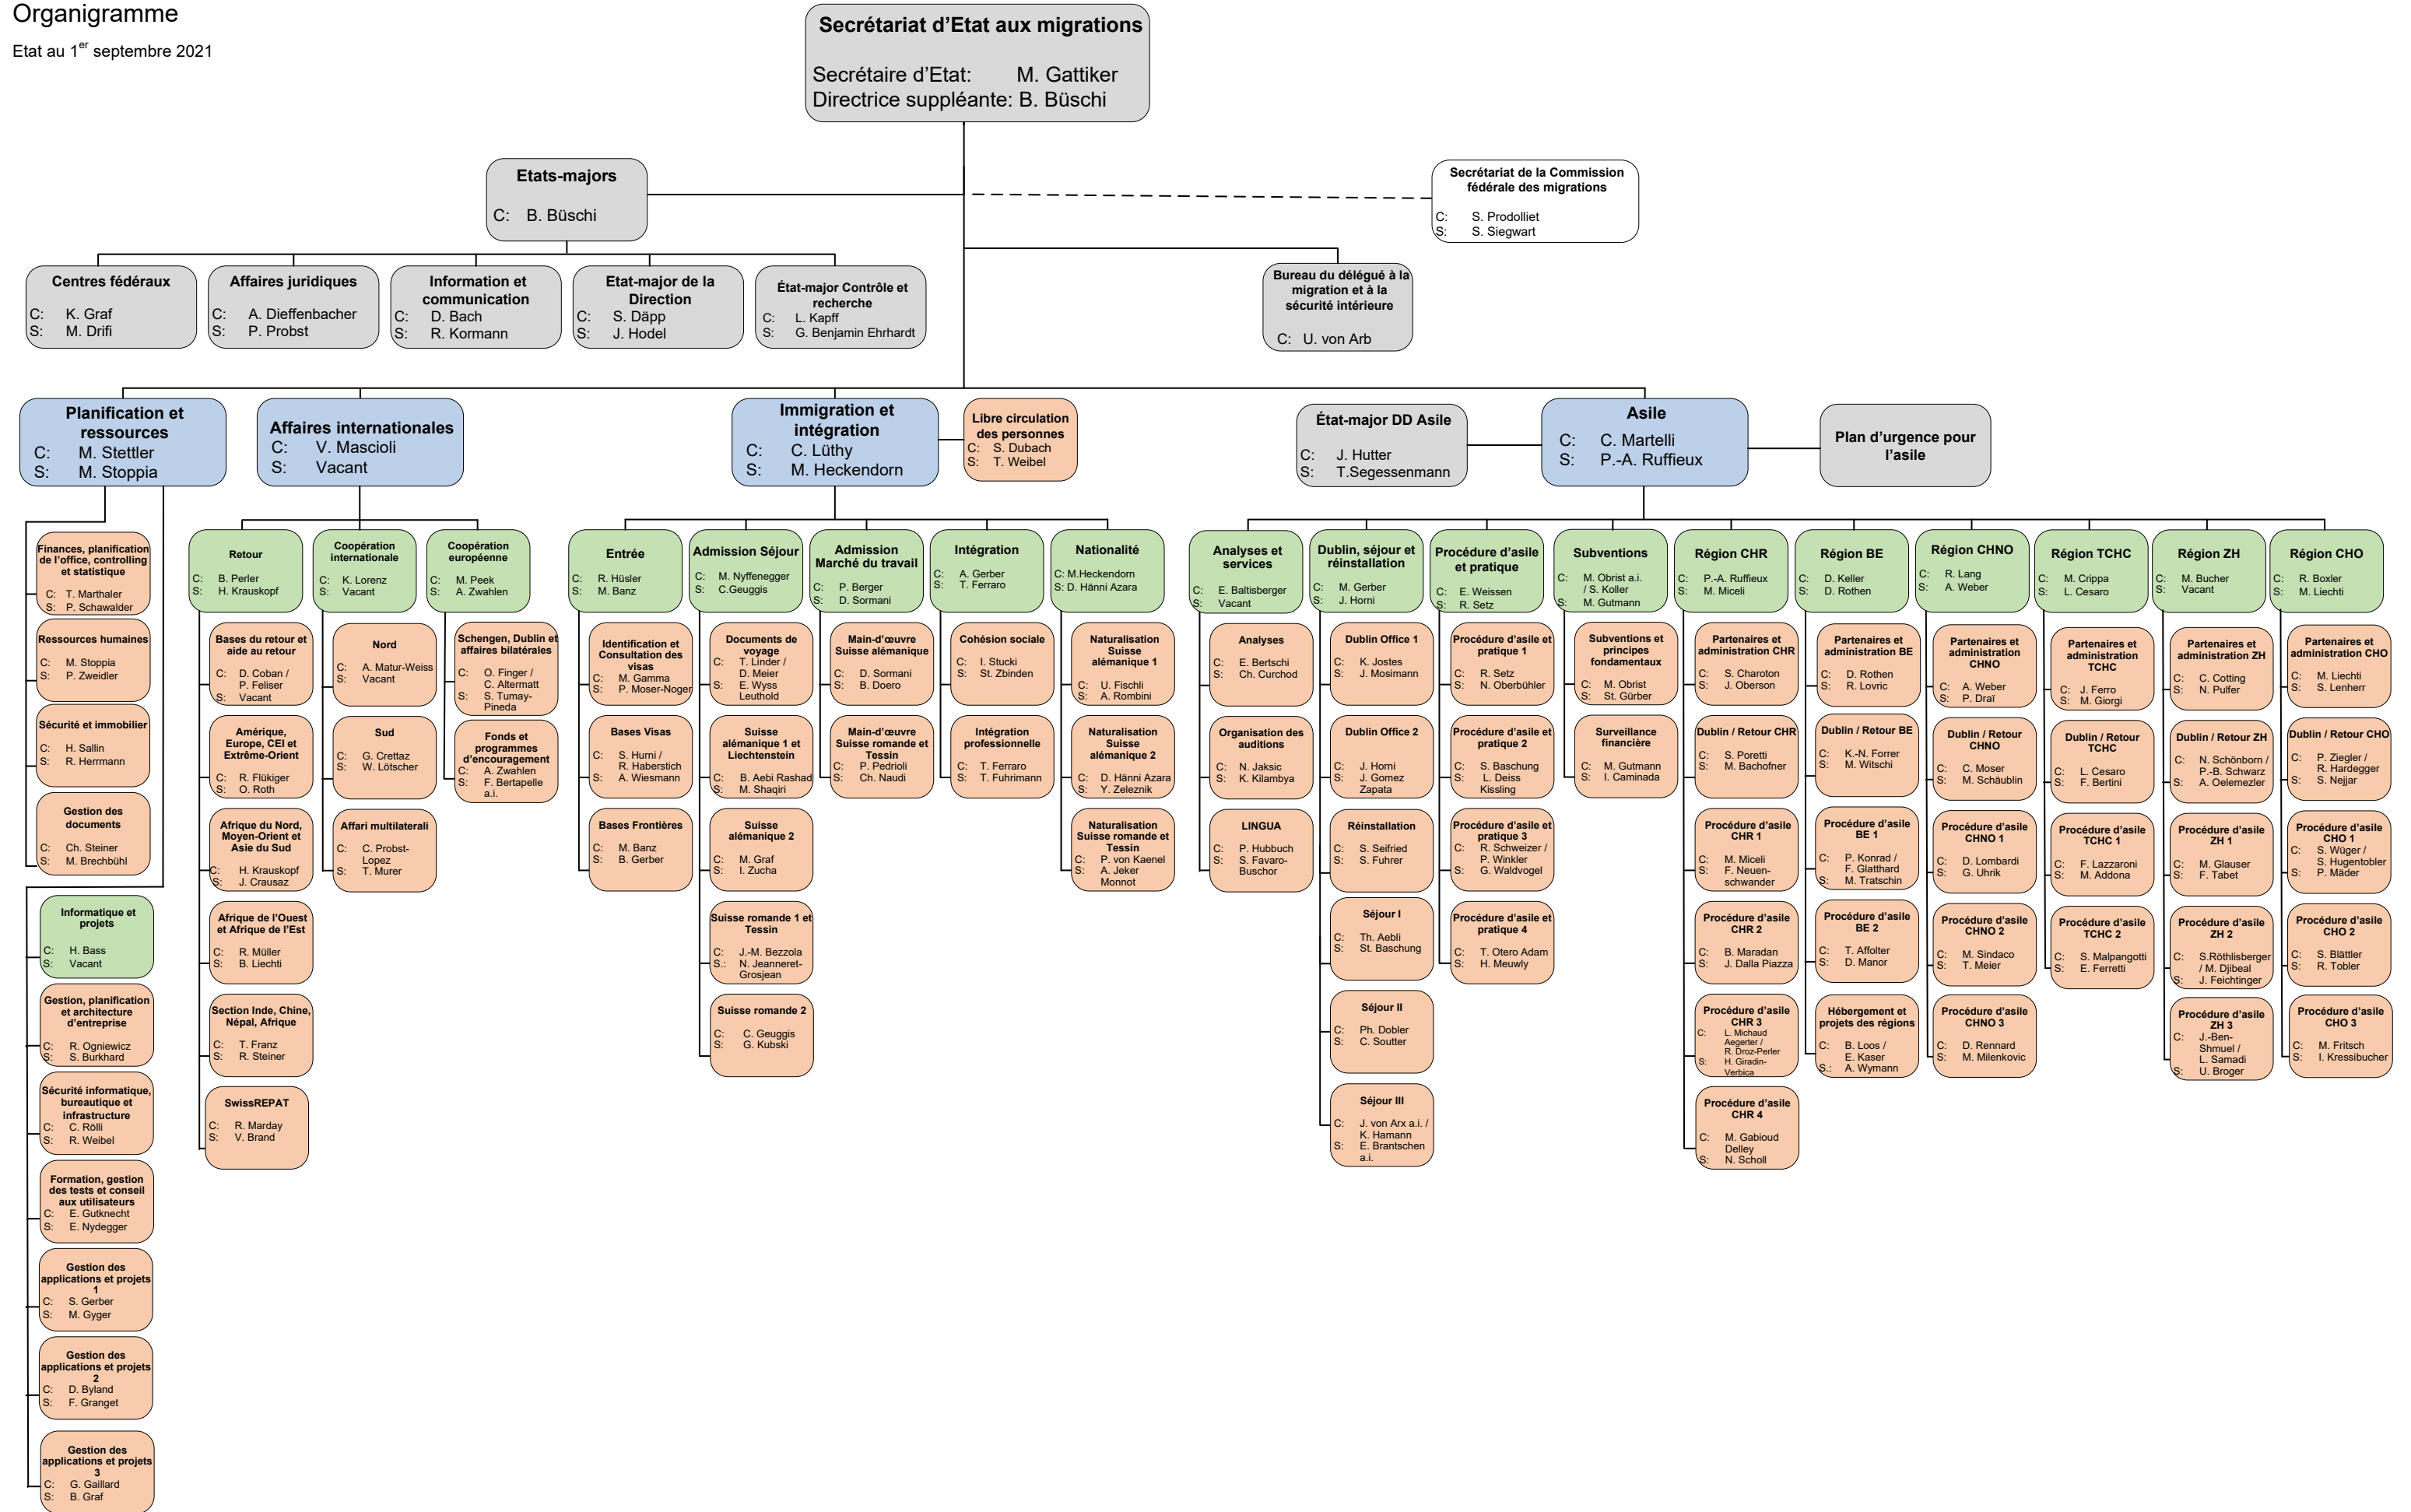 Organigramme
Etat au 1er septembre 2021
Secrétariat d’Etat aux migrations
Secrétaire d’Etat: M. Gattiker
Directrice suppléante: B. Büschi
Etats-majors
C: B. Büschi
Secrétariat de la Commission
fédérale des migrations
C: S. Prodolliet
S: S. Siegwart
Centres fédéraux
C: K. Graf
S: M. Drifi
Affaires juridiques
C: A. Dieffenbacher
S: P. Probst
Information et
communication
C: D. Bach
S: R. Kormann
Etat-major de la
Direction
C: S. Däpp
S: J. Hodel
État-major Contrôle et
recherche
C: L. Kapff
S: G. Benjamin Ehrhardt
Bureau du délégué à la
migration et à la
sécurité intérieure
C: U. von Arb
Planification et
ressources
C: M. Stettler
S: M. Stoppia
Affaires internationales
C: V. Mascioli
S: Vacant
Immigration et
intégration
C: C. Lüthy
S: M. Heckendorn
Libre circulation
des personnes
C: S. Dubach
S: T. Weibel
État-major DD Asile
C: J. Hutter
S: T.Segessenmann
Asile
C: C. Martelli
S: P.-A. Ruffieux
Plan d’urgence pour
l’asile
Finances, planification
de l’office, controlling
et statistique
C: T. Marthaler
S: P. Schawalder
Ressources humaines
C: M. Stoppia
S: P. Zweidler
Sécurité et immobilier
C: H. Sallin
S: R. Herrmann
Gestion des
documents
C: Ch. Steiner
S: M. Brechbühl
Informatique et
projets
C: H. Bass
S: Vacant
Gestion, planification
et architecture
d’entreprise
C: R. Ogniewicz
S: S. Burkhard
Sécurité informatique,
bureautique et
infrastructure
C: C. Rölli
S: R. Weibel
Formation, gestion
des tests et conseil
aux utilisateurs
C: E. Gutknecht
S: E. Nydegger
Gestion des
applications et projets
1
C: S. Gerber
S: M. Gyger
Gestion des
applications et projets
2
C: D. Byland
S: F. Granget
Gestion des
applications et projets
3
C: G. Gaillard
S: B. Graf
Retour
C: B. Perler
S: H. Krauskopf
Bases du retour et
aide au retour
C: D. Coban /
P. Feliser
S: Vacant
Amérique,
Europe, CEI et
Extrême-Orient
C: R. Flükiger
S: O. Roth
Afrique du Nord,
Moyen-Orient et
Asie du Sud
C: H. Krauskopf
S: J. Crausaz
Afrique de l’Ouest
et Afrique de l’Est
C: R. Müller
S: B. Liechti
Section Inde, Chine,
Népal, Afrique
C: T. Franz
S: R. Steiner
SwissREPAT
C: R. Marday
S: V. Brand
Coopération
internationale
C: K. Lorenz
S: Vacant
Nord
C: A. Matur-Weiss
S: Vacant
Sud
C: G. Crettaz
S: W. Lötscher
Affari multilaterali
C: C. Probst-
Lopez
S: T. Murer
Coopération
européenne
C: M. Peek
S: A. Zwahlen
Schengen, Dublin et
affaires bilatérales
C: O. Finger /
C. Altermatt
S: S. Tumay-
Pineda
Fonds et
programmes
d’encouragement
C: A. Zwahlen
S: F. Bertapelle
a.i.
Entrée
C: R. Hüsler
S: M. Banz
Identification et
Consultation des
visas
C: M. Gamma
S: P. Moser-Noger
Bases Visas
C: S. Hurni /
R. Haberstich
S: A. Wiesmann
Bases Frontières
C: M. Banz
S: B. Gerber
Admission Séjour
C: M. Nyffenegger
S: C.Geuggis
Documents de
voyage
C: T. Linder /
D. Meier
S: E. Wyss
Leuthold
Suisse
alémanique 1 et
Liechtenstein
C: B. Aebi Rashad
S: M. Shaqiri
Suisse
alémanique 2
C: M. Graf
S: I. Zucha
Suisse romande 1 et
Tessin
C: J.-M. Bezzola
S.: N. Jeanneret-
Grosjean
Suisse romande 2
C: C. Geuggis
S: G. Kubski
Admission
Marché du travail
C: P. Berger
S: D. Sormani
Main-d’œuvre
Suisse alémanique
C: D. Sormani
S: B. Doero
Main-d’œuvre
Suisse romande et
Tessin
C: P. Pedrioli
S: Ch. Naudi
Intégration
C: A. Gerber
S: T. Ferraro
Cohésion sociale
C: I. Stucki
S: St. Zbinden
Intégration
professionnelle
C: T. Ferraro
S: T. Fuhrimann
Nationalité
C: M.Heckendorn
S: D. Hänni Azara
Naturalisation
Suisse
alémanique 1
C: U. Fischli
S: A. Rombini
Naturalisation
Suisse
alémanique 2
C: D. Hänni Azara
S: Y. Zeleznik
Naturalisation
Suisse romande et
Tessin
C: P. von Kaenel
S: A. Jeker
Monnot
Analyses et
services
C: E. Baltisberger
S: Vacant
Analyses
C: E. Bertschi
S: Ch. Curchod
Organisation des
auditions
C: N. Jaksic
S: K. Kilambya
LINGUA
C: P. Hubbuch
S: S. Favaro-
Buschor
Dublin, séjour et
réinstallation
C: M. Gerber
S: J. Horni
Dublin Office 1
C: K. Jostes
S: J. Mosimann
Dublin Office 2
C: J. Horni
S: J. Gomez
Zapata
Réinstallation
C: S. Seifried
S: S. Fuhrer
Séjour I
C: Th. Aebli
S: St. Baschung
Séjour II
C: Ph. Dobler
S: C. Soutter
Séjour III
C: J. von Arx a.i. /
K. Hamann
S: E. Brantschen
a.i.
Procédure d’asile
et pratique
C: E. Weissen
S: R. Setz
Procédure d’asile et
pratique 1
C: R. Setz
S: N. Oberbühler
Procédure d’asile et
pratique 2
C: S. Baschung
S: L. Deiss
Kissling
Procédure d’asile et
pratique 3
C: R. Schweizer /
P. Winkler
S: G. Waldvogel
Procédure d’asile et
pratique 4
C: T. Otero Adam
S: H. Meuwly
Subventions
C: M. Obrist a.i.
/ S. Koller
S: M. Gutmann
Subventions et
principes
fondamentaux
C: M. Obrist
S: St. Gürber
Surveillance
financière
C: M. Gutmann
S: I. Caminada
Région CHR
C: P.-A. Ruffieux
S: M. Miceli
Partenaires et
administration CHR
C: S. Charoton
S: J. Oberson
Dublin / Retour CHR
C: S. Poretti
S: M. Bachofner
Procédure d’asile
CHR 1
C: M. Miceli
S: F. Neuen-
schwander
Procédure d’asile
CHR 2
C: B. Maradan
S: J. Dalla Piazza
Procédure d’asile
CHR 3
C: L. Michaud
Aegerter /
R. Droz-Perler
S: H. Giradin-
Verbica
Procédure d’asile
CHR 4
C: M. Gabioud
Delley
S: N. Scholl
Région BE
C: D. Keller
S: D. Rothen
Partenaires et
administration BE
C: D. Rothen
S: R. Lovric
Dublin / Retour BE
C: K.-N. Forrer
S: M. Witschi
Procédure d’asile
BE 1
C: P. Konrad /
F. Glatthard
S: M. Tratschin
Procédure d’asile
BE 2
C: T. Affolter
S: D. Manor
Hébergement et
projets des régions
C: B. Loos /
E. Kaser
S.: A. Wymann
Région CHNO
C: R. Lang
S: A. Weber
Partenaires et
administration
CHNO
C: A. Weber
S: P. Draï
Dublin / Retour
CHNO
C: C. Moser
S: M. Schäublin
Procédure d’asile
CHNO 1
C: D. Lombardi
S: G. Uhrik
Procédure d’asile
CHNO 2
C: M. Sindaco
S: T. Meier
Procédure d’asile
CHNO 3
C: D. Rennard
S: M. Milenkovic
Région TCHC
C: M. Crippa
S: L. Cesaro
Partenaires et
administration
TCHC
C: J. Ferro
S: M. Giorgi
Dublin / Retour
TCHC
C: L. Cesaro
S: F. Bertini
Procédure d’asile
TCHC 1
C: F. Lazzaroni
S: M. Addona
Procédure d’asile
TCHC 2
C: S. Malpangotti
S: E. Ferretti
Région ZH
C: M. Bucher
S: Vacant
Partenaires et
administration ZH
C: C. Cotting
S: N. Pulfer
Dublin / Retour ZH
C: N. Schönborn /
P.-B. Schwarz
S: A. Oelemezler
Procédure d’asile
ZH 1
C: M. Glauser
S: F. Tabet
Procédure d’asile
ZH 2
C: S.Röthlisberger
/ M. Djibeal
S: J. Feichtinger
Procédure d’asile
ZH 3
C: J.-Ben-
Shmuel /
L. Samadi
S: U. Broger
Région CHO
C: R. Boxler
S: M. Liechti
Partenaires et
administration CHO
C: M. Liechti
S: S. Lenherr
Dublin / Retour CHO
C: P. Ziegler /
R. Hardegger
S: S. Nejjar
Procédure d’asile
CHO 1
C: S. Wüger /
S. Hugentobler
S: P. Mäder
Procédure d’asile
CHO 2
C: S. Blättler
S: R. Tobler
Procédure d’asile
CHO 3
C: M. Fritsch
S: I. Kressibucher